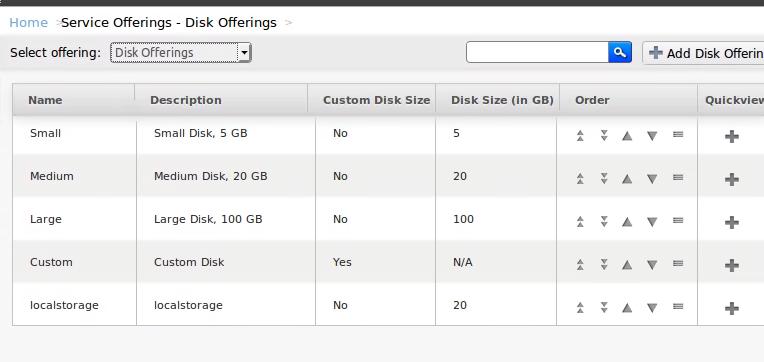 Home > Service Offerings - Disk Offerings >
Select offering: Disk Offerings Add Disk Offerin
Name Description Custom Disk Size Disk Size (in GB) Order Quickview
Small Small Disk, 5 GB No 5
Medium Medium Disk, 20 GB No 20
Large Large Disk, 100 GB No 100
Custom Custom Disk Yes N/A
localstorage localstorage No 20